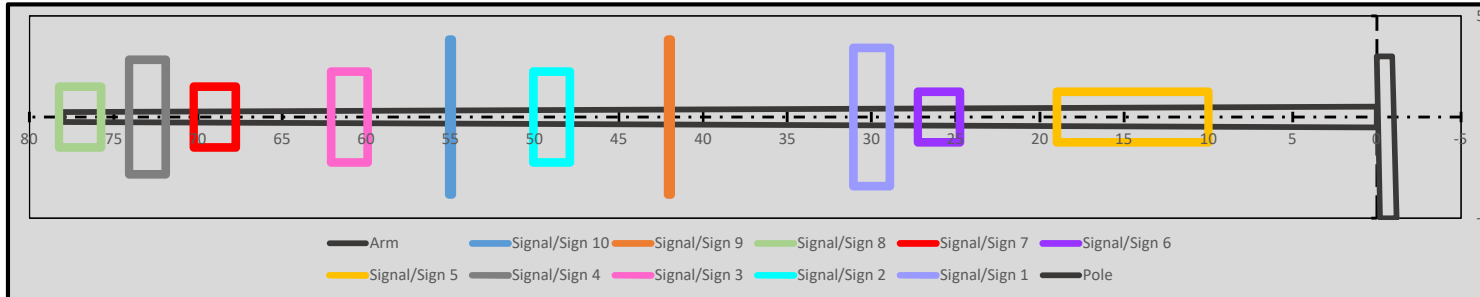 5
80 75 70 65 60 55 50 45 40 35 30 25 20 15 10 5 0 -5
Arm Signal/Sign 10 Signal/Sign 9 Signal/Sign 8 Signal/Sign 7 Signal/Sign 6
Signal/Sign 5 Signal/Sign 4 Signal/Sign 3 Signal/Sign 2 Signal/Sign 1 Pole